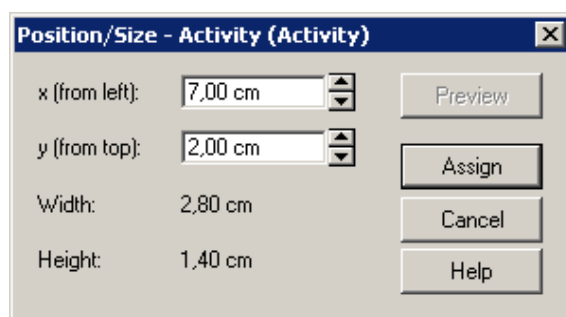 Position/Size - Activity (Activity)
x (from left): 7,00 cm Preview
y (from top): 2,00 cm Assign
Width: 2,80 cm Cancel
Height: 1,40 cm Help